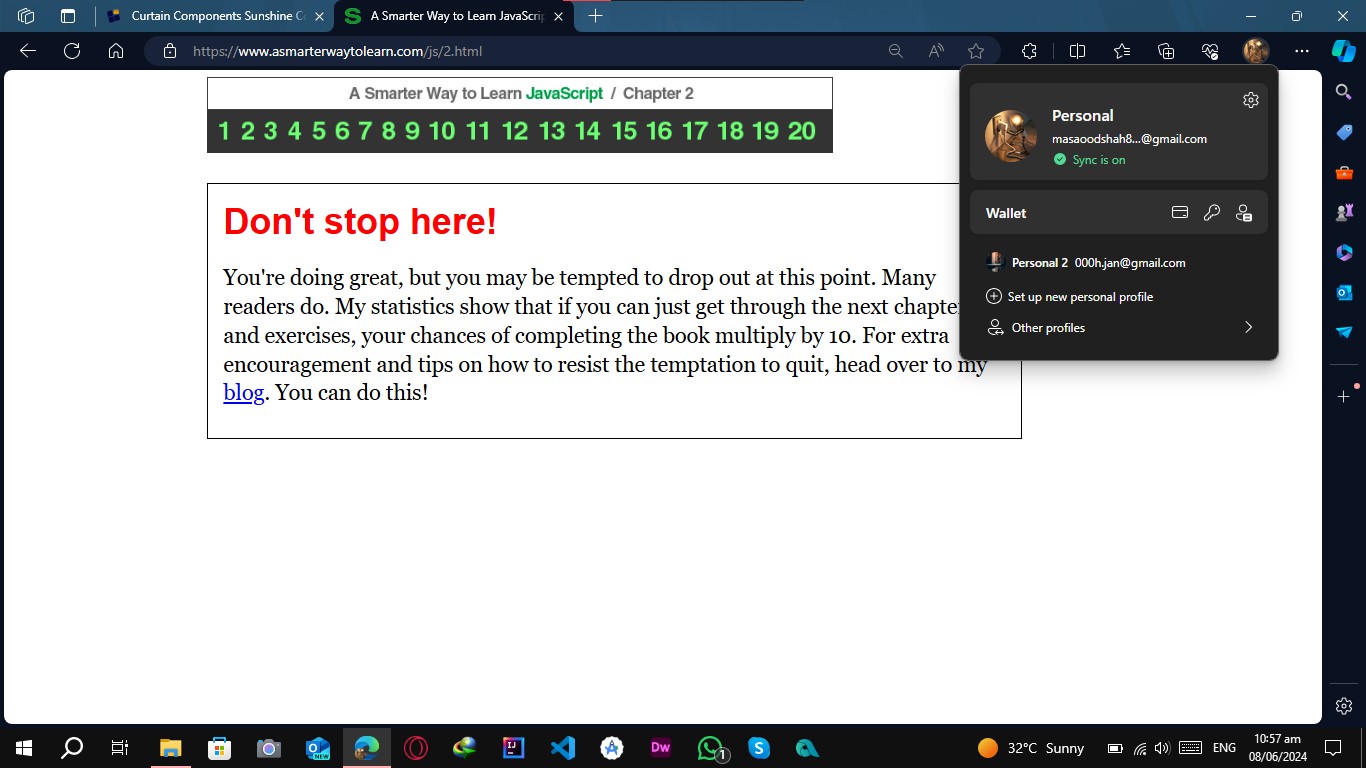 Curtain Components Sunshine C
A Smarter Way to Learn JavaScrip
https://www.asmarterwaytolearn.com/js/2.html
A Smarter Way to Learn JavaScript / Chapter 2
1 2 3 4 5 6 7 8 9 10 11 12 13 14 15 16 17 18 19 20
Don't stop here!
You're doing great, but you may be tempted to drop out at this point. Many
readers do. My statistics show that if you can just get through the next chapter
and exercises, your chances of completing the book multiply by 10. For extra
encouragement and tips on how to resist the temptation to quit, head over to my
blog. You can do this!
Personal
masaoodshah8...@gmail.com
Sync is on
Wallet
Personal 2 000h.jan@gmail.com
Set up new personal profile
Other profiles
NEW
IJ
Dw
1
32°C Sunny
ENG
10:57 am
08/06/2024